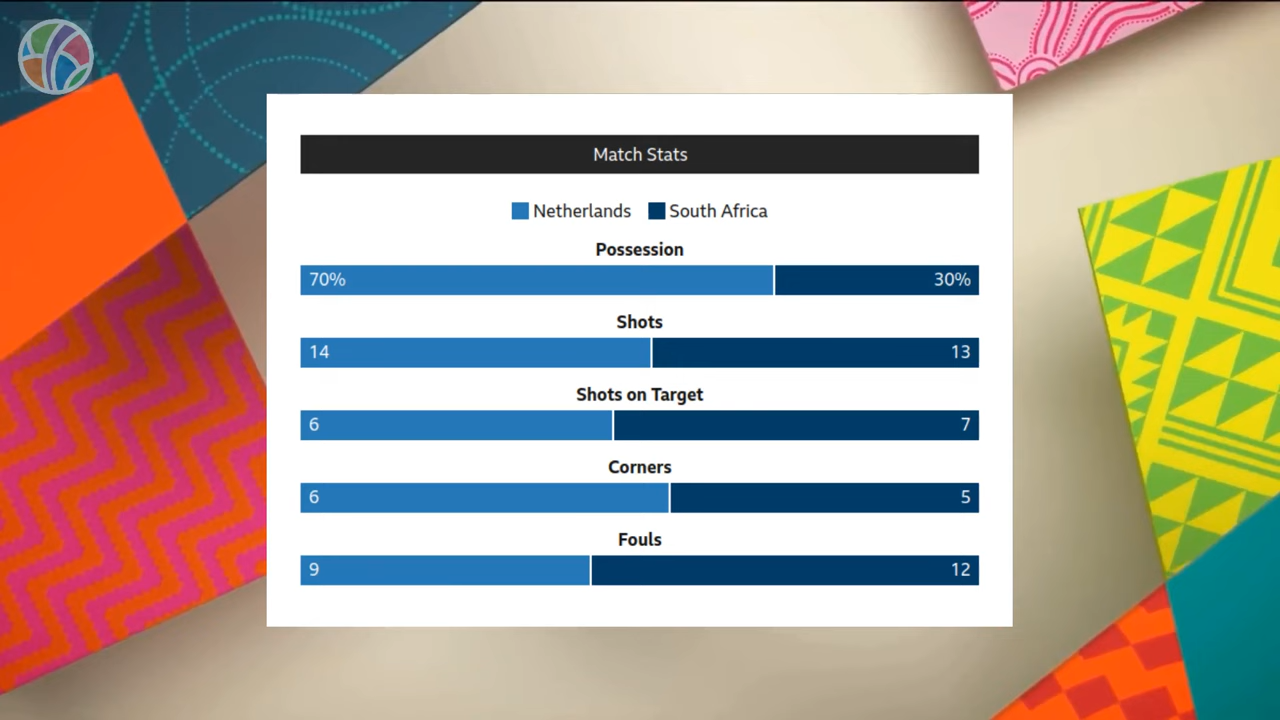 Match Stats
Netherlands South Africa
Possession
70% 30%
Shots
14 13
Shots on Target
6 7
Corners
6 5
Fouls
9 12